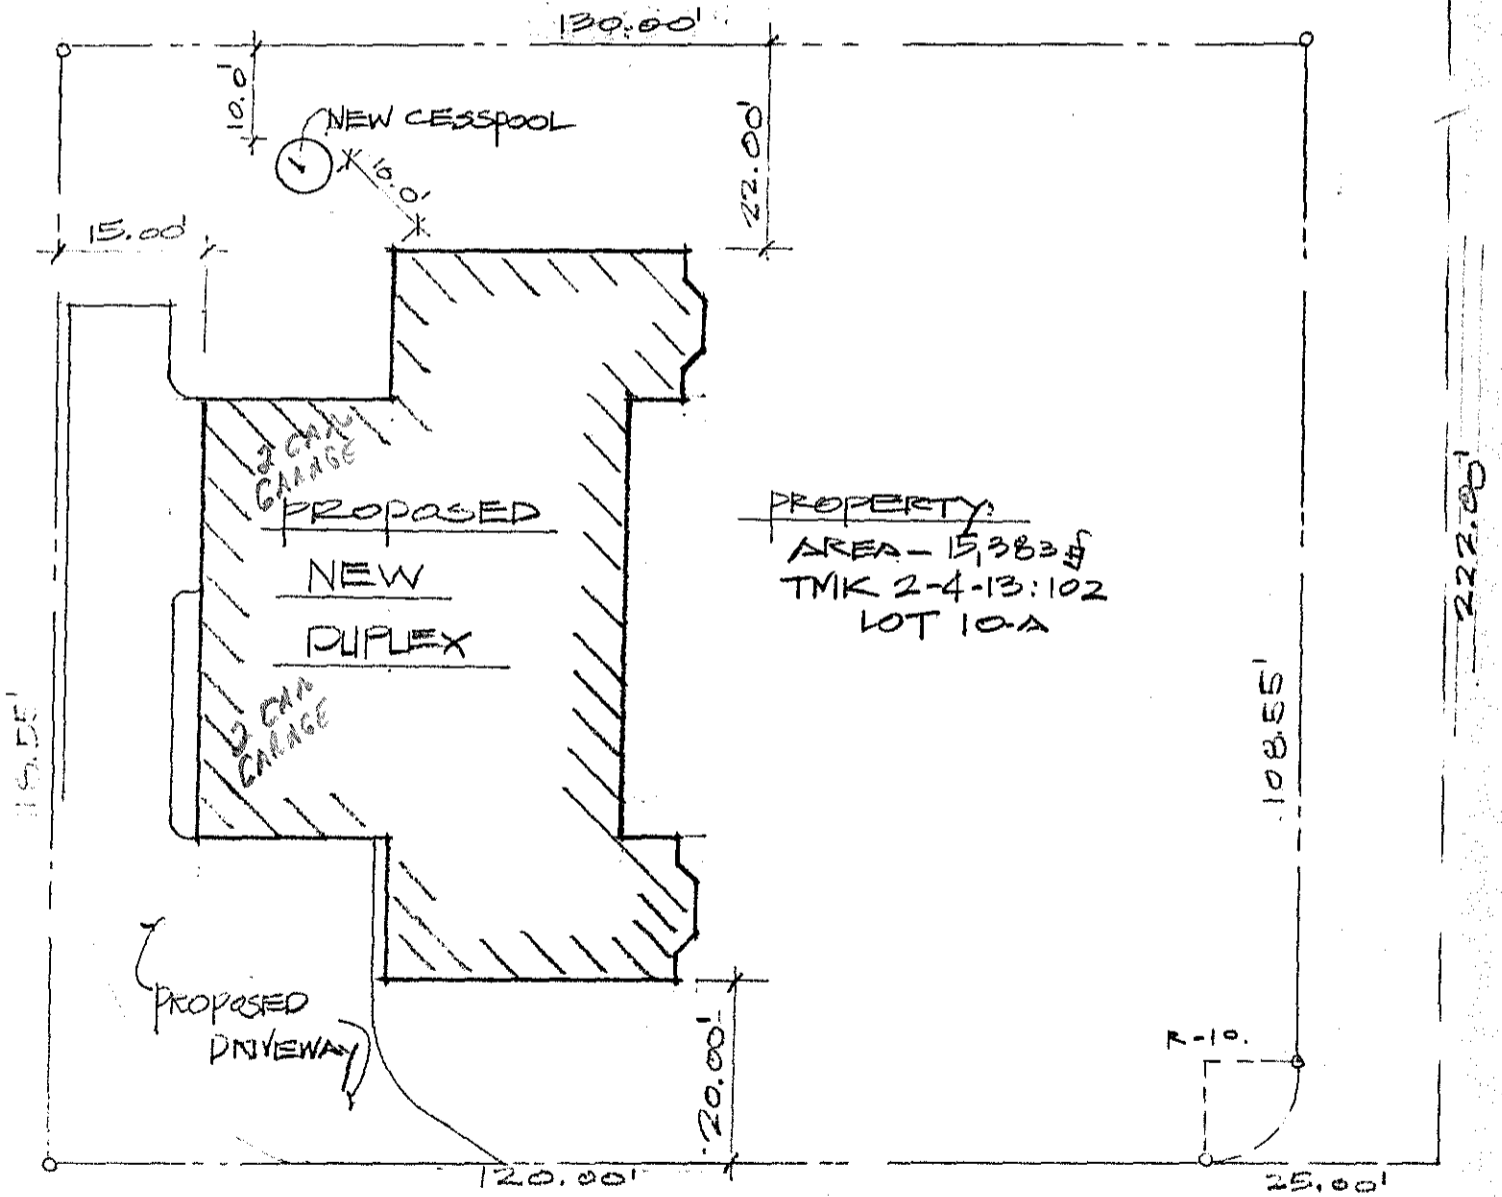 130.00'
10.0'
NEW CESSPOOL
10.0'
22.00'
15.00'
2 CAR
GARAGE
PROPOSED
NEW
DUPLEX
2 CAR
GARAGE
PROPERTY:
AREA – 15,383 #
TMK 2-4-13:102
LOT 10-A
222.00'
108.55'
PROPOSED
DRIVEWAY
20.00'
R-10.
120.00'
25.00'